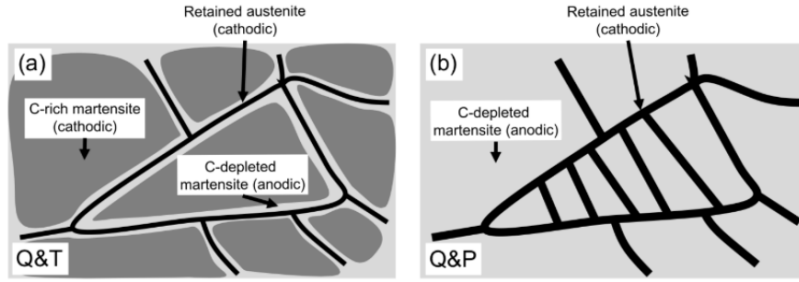 Retained austenite
(cathodic)
(a)
C-rich martensite
(cathodic)
C-depleted
martensite (anodic)
Q&T
Retained austenite
(cathodic)
(b)
C-depleted
martensite (anodic)
Q&P